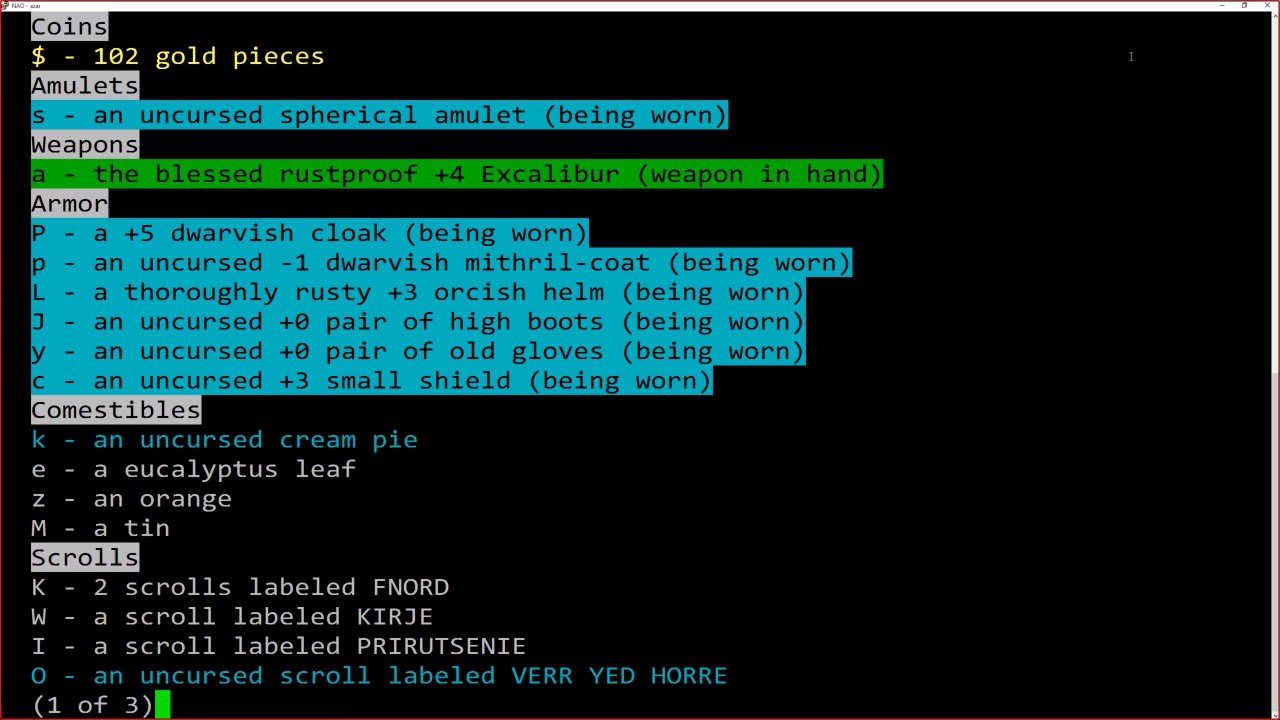 NAO - azar
Coins
$ - 102 gold pieces
Amulets
s - an uncursed spherical amulet (being worn)
Weapons
a - the blessed rustproof +4 Excalibur (weapon in hand)
Armor
P - a +5 dwarvish cloak (being worn)
p - an uncursed -1 dwarvish mithril-coat (being worn)
L - a thoroughly rusty +3 orcish helm (being worn)
J - an uncursed +0 pair of high boots (being worn)
y - an uncursed +0 pair of old gloves (being worn)
c - an uncursed +3 small shield (being worn)
Comestibles
k - an uncursed cream pie
e - a eucalyptus leaf
z - an orange
M - a tin
Scrolls
K - 2 scrolls labeled FNORD
W - a scroll labeled KIRJE
I - a scroll labeled PRIRUTSENIE
O - an uncursed scroll labeled VERR YED HORRE
(1 of 3)